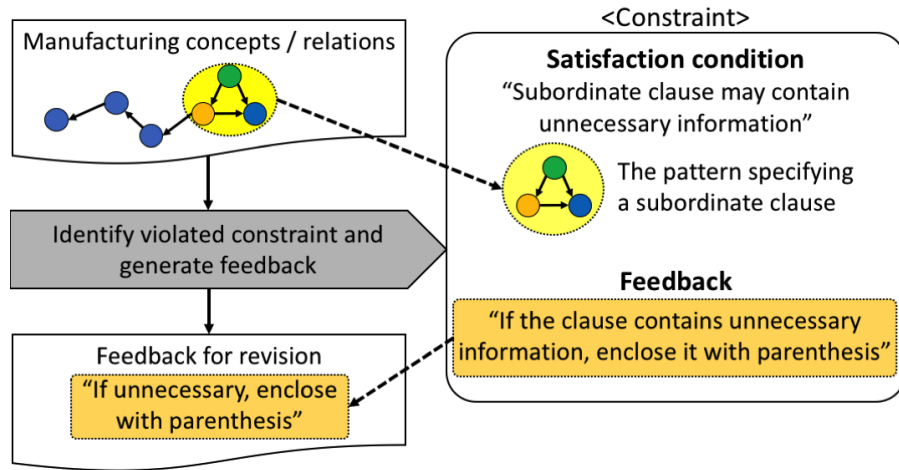 Manufacturing concepts / relations
Identify violated constraint and
generate feedback
Feedback for revision
“If unnecessary, enclose
with parenthesis”
<Constraint>
Satisfaction condition
“Subordinate clause may contain
unnecessary information”
The pattern specifying
a subordinate clause
Feedback
“If the clause contains unnecessary
information, enclose it with parenthesis”